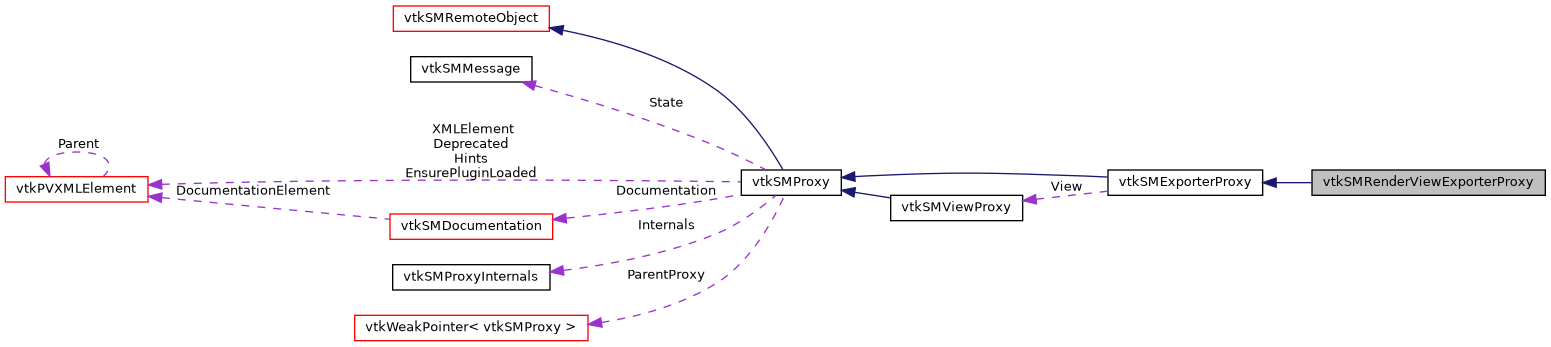 vtkSMRemoteObject
vtkSMMessage
State
XMLElement
Deprecated
Hints
EnsurePluginLoaded
Parent
vtkPVXMLElement
DocumentationElement
Documentation
vtkSMDocumentation
vtkSMProxy
vtkSMExporterProxy
vtkSMRenderViewExporterProxy
View
vtkSMViewProxy
Internals
vtkSMProxyInternals
ParentProxy
vtkWeakPointer< vtkSMProxy >